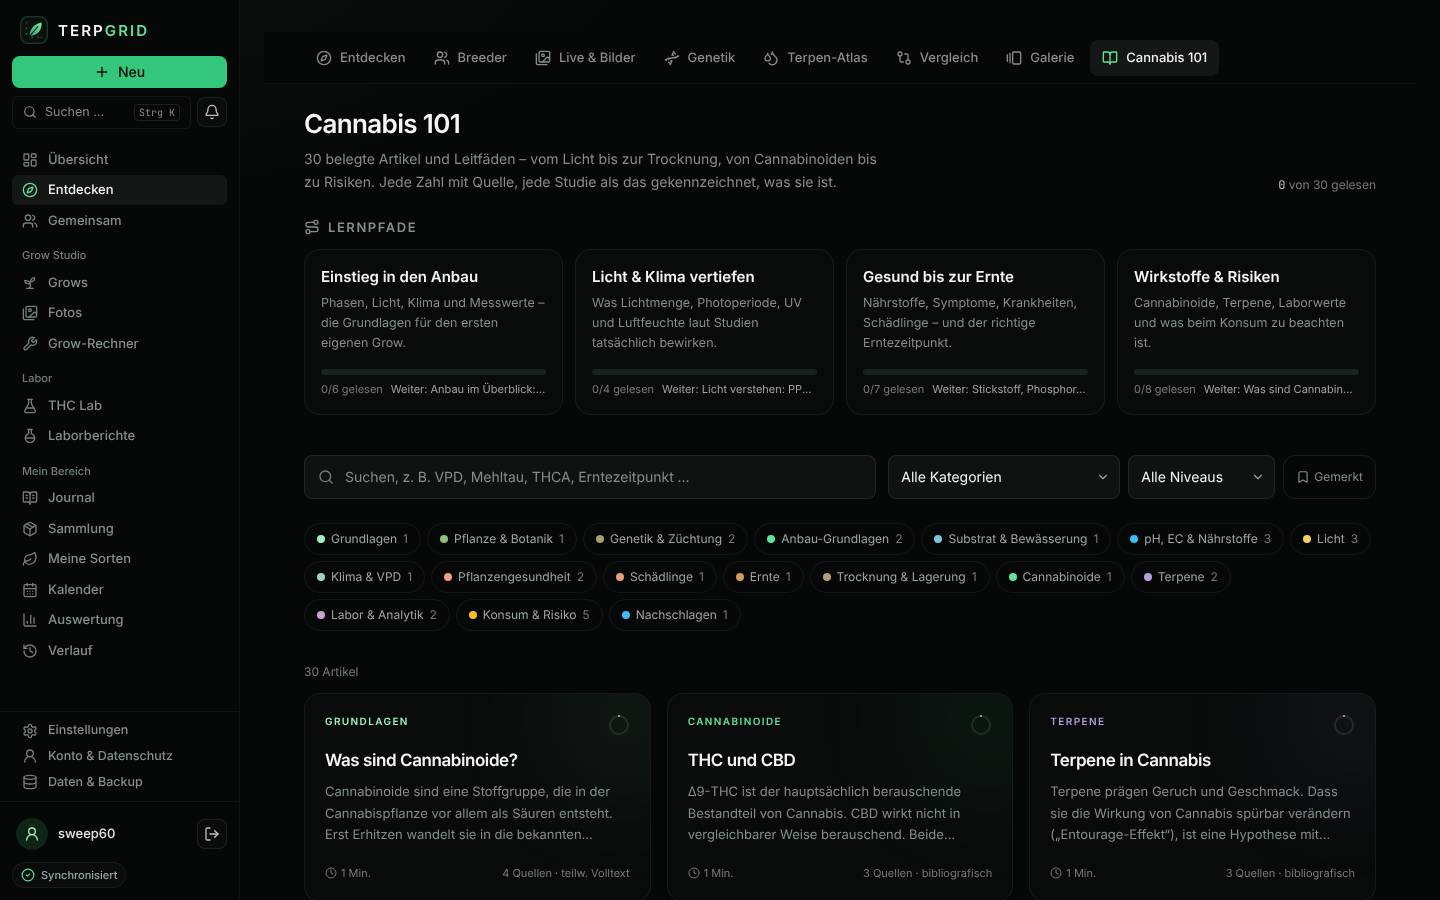 TERPGRID
Neu
Suchen ... Strg K
Übersicht
Entdecken
Gemeinsam
Grow Studio
Grows
Fotos
Grow-Rechner
Labor
THC Lab
Laborberichte
Mein Bereich
Journal
Sammlung
Meine Sorten
Kalender
Auswertung
Verlauf
Einstellungen
Konto & Datenschutz
Daten & Backup
sweep60
Synchronisiert
Entdecken Breeder Live & Bilder Genetik Terpen-Atlas Vergleich Galerie Cannabis 101
Cannabis 101
30 belegte Artikel und Leitfäden – vom Licht bis zur Trocknung, von Cannabinoiden bis
zu Risiken. Jede Zahl mit Quelle, jede Studie als das gekennzeichnet, was sie ist.
0 von 30 gelesen
LERNPFADE
Einstieg in den Anbau
Phasen, Licht, Klima und Messwerte –
die Grundlagen für den ersten
eigenen Grow.
0/6 gelesen Weiter: Anbau im Überblick:...
Licht & Klima vertiefen
Was Lichtmenge, Photoperiode, UV
und Luftfeuchte laut Studien
tatsächlich bewirken.
0/4 gelesen Weiter: Licht verstehen: PP...
Gesund bis zur Ernte
Nährstoffe, Symptome, Krankheiten,
Schädlinge – und der richtige
Erntezeitpunkt.
0/7 gelesen Weiter: Stickstoff, Phosphor...
Wirkstoffe & Risiken
Cannabinoide, Terpene, Laborwerte
und was beim Konsum zu beachten
ist.
0/8 gelesen Weiter: Was sind Cannabin...
Suchen, z. B. VPD, Mehltau, THCA, Erntezeitpunkt ...
Alle Kategorien
Alle Niveaus
Gemerkt
Grundlagen 1 Pflanze & Botanik 1 Genetik & Züchtung 2 Anbau-Grundlagen 2 Substrat & Bewässerung 1 pH, EC & Nährstoffe 3 Licht 3
Klima & VPD 1 Pflanzengesundheit 2 Schädlinge 1 Ernte 1 Trocknung & Lagerung 1 Cannabinoide 1 Terpene 2
Labor & Analytik 2 Konsum & Risiko 5 Nachschlagen 1
30 Artikel
GRUNDLAGEN
Was sind Cannabinoide?
Cannabinoide sind eine Stoffgruppe, die in der
Cannabispflanze vor allem als Säuren entsteht.
Erst Erhitzen wandelt sie in die bekannten...
1 Min. 4 Quellen · teilw. Volltext
CANNABINOIDE
THC und CBD
Δ9-THC ist der hauptsächlich berauschende
Bestandteil von Cannabis. CBD wirkt nicht in
vergleichbarer Weise berauschend. Beide...
1 Min. 3 Quellen · bibliografisch
TERPENE
Terpene in Cannabis
Terpene prägen Geruch und Geschmack. Dass
sie die Wirkung von Cannabis spürbar verändern
(„Entourage-Effekt“), ist eine Hypothese mit...
1 Min. 3 Quellen · bibliografisch